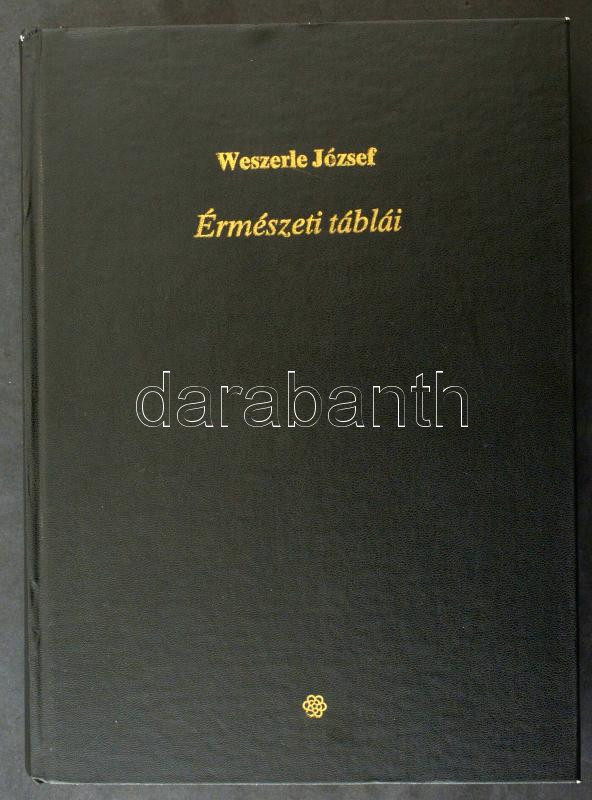 Weszerle József
Érmészeti táblái
darabanth